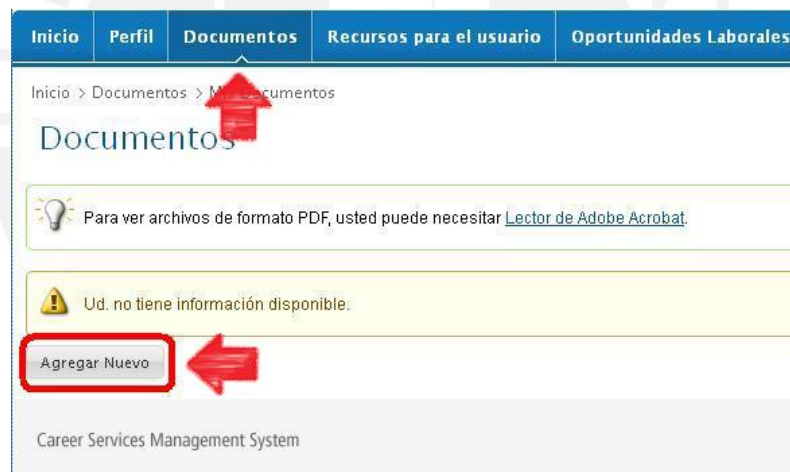 Inicio Perfil Documentos Recursos para el usuario Oportunidades Laborales
Inicio > Documentos > Documentos
Documentos
Para ver archivos de formato PDF, usted puede necesitar Lector de Adobe Acrobat.
Ud. no tiene información disponible.
Agregar Nuevo
Career Services Management System